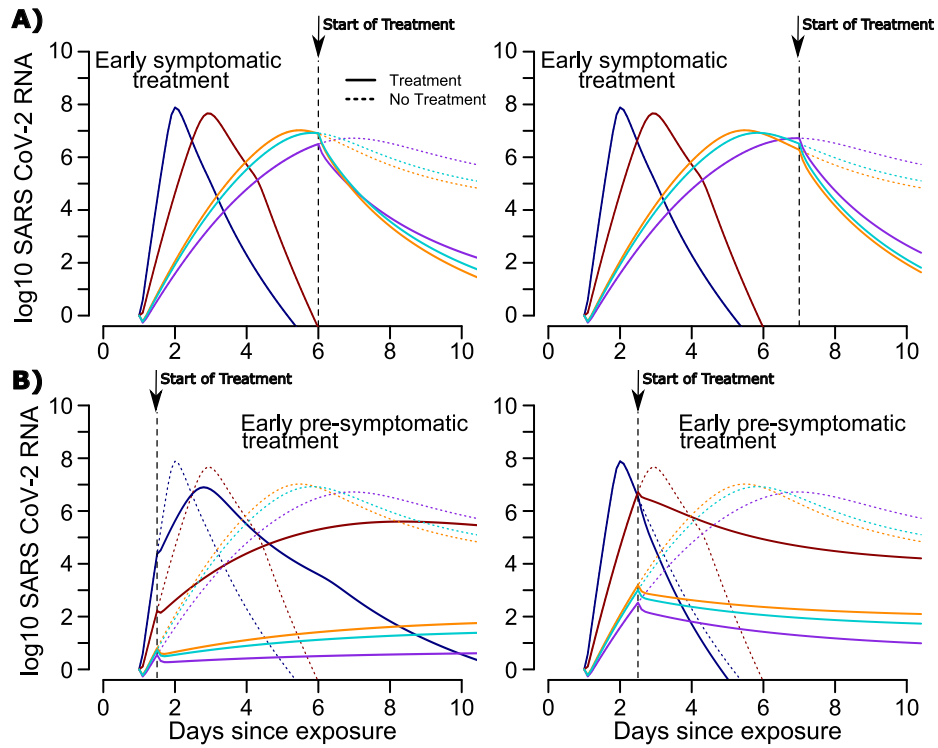 A)
Start of Treatment
Start of Treatment
log10 SARS CoV-2 RNA
10
8
6
4
2
0
Early symptomatic
treatment
Treatment
No Treatment
0 2 4 6 8 10
10
8
6
4
2
0
Early symptomatic
treatment
0 2 4 6 8 10
B)
Start of Treatment
Start of Treatment
log10 SARS CoV-2 RNA
10
8
6
4
2
0
Early pre-symptomatic
treatment
0 2 4 6 8 10
Days since exposure
10
8
6
4
2
0
Early pre-symptomatic
treatment
0 2 4 6 8 10
Days since exposure